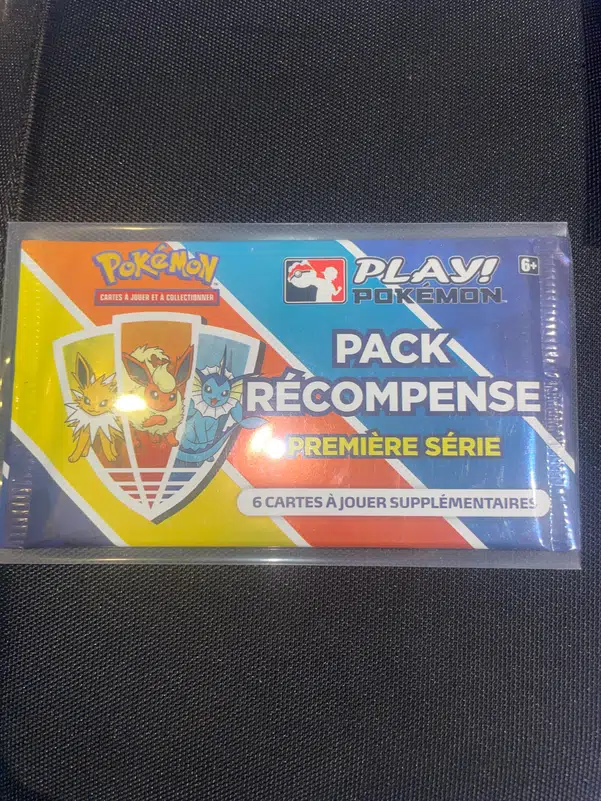 POKéMON
CARTES À JOUER ET À COLLECTIONNER
PLAY!
POKÉMON
6+
PACK
RÉCOMPENSE
PREMIÈRE SÉRIE
6 CARTES À JOUER SUPPLÉMENTAIRES